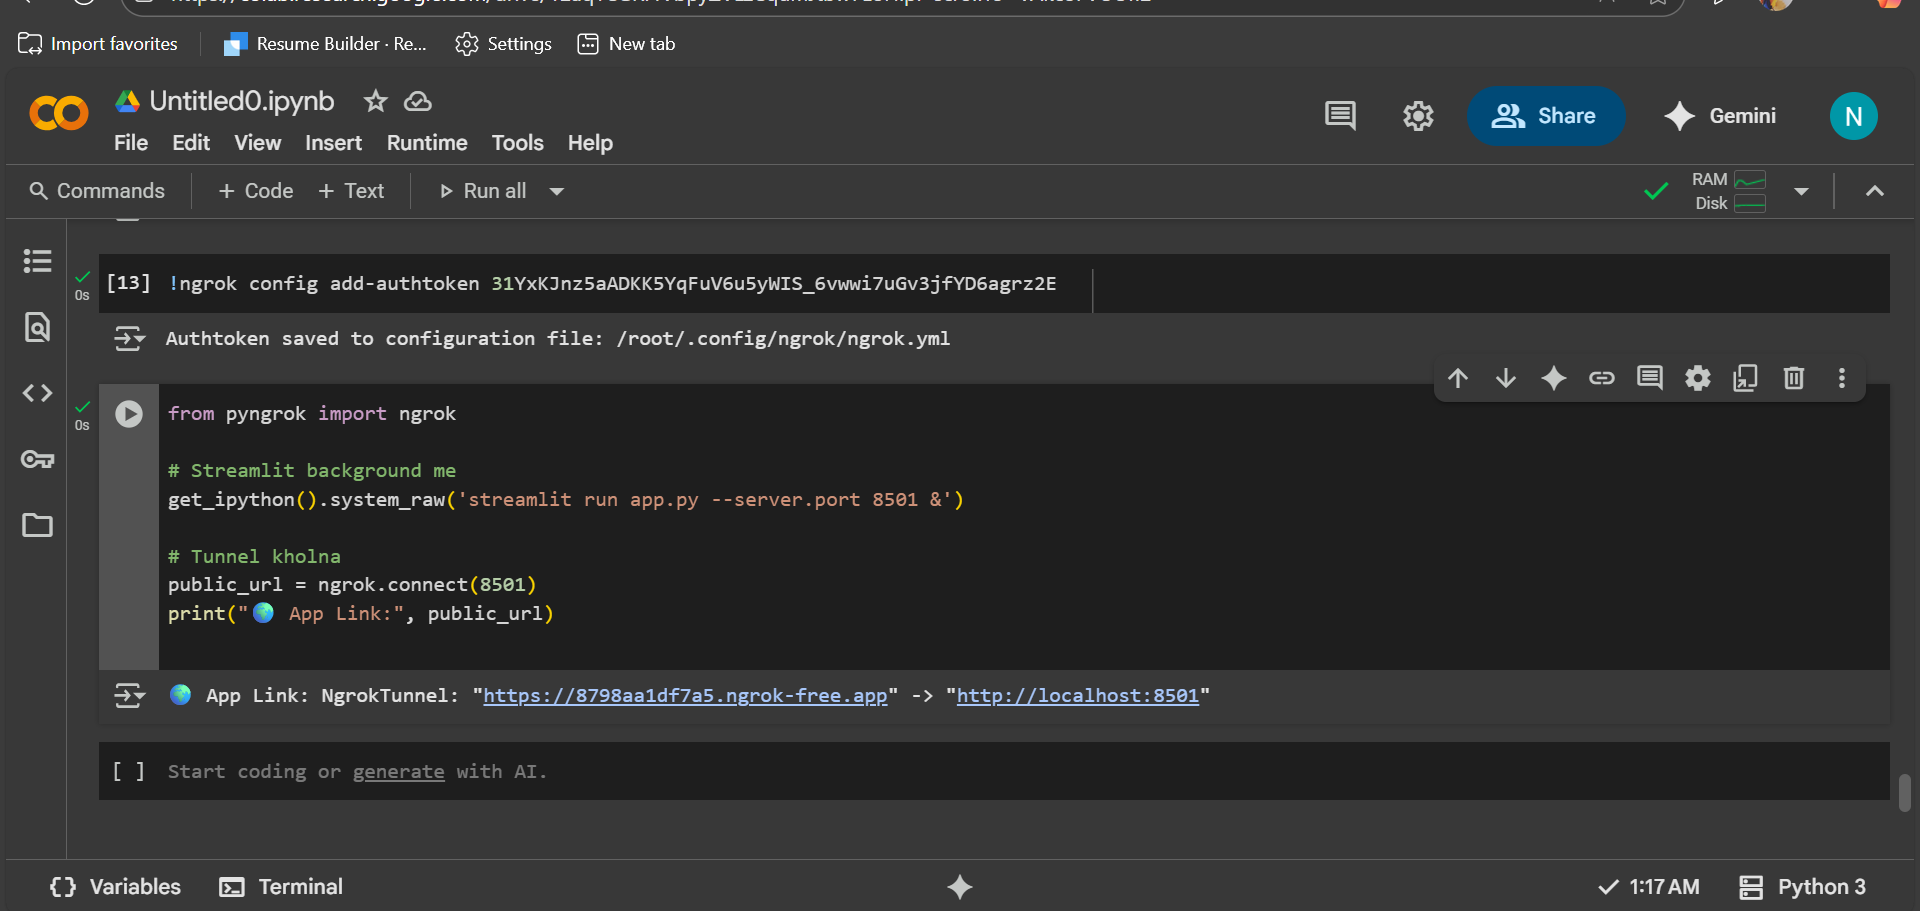 Import favorites
Resume Builder · Re...
Settings
New tab
Untitled0.ipynb
File Edit View Insert Runtime Tools Help
Share
Gemini
N
Commands
+ Code + Text
Run all
RAM
Disk
[13] !ngrok config add-authtoken 31YxKJnz5aADKK5YqFuV6u5yWIS_6vwwi7uGv3jfYD6agrz2E
0s
Authtoken saved to configuration file: /root/.config/ngrok/ngrok.yml
0s
from pyngrok import ngrok
# Streamlit background me
get_ipython().system_raw('streamlit run app.py --server.port 8501 &')
# Tunnel kholna
public_url = ngrok.connect(8501)
print("🌍 App Link:", public_url)
🌍 App Link: NgrokTunnel: "https://8798aa1df7a5.ngrok-free.app" -> "http://localhost:8501"
[ ] Start coding or generate with AI.
Variables
Terminal
1:17 AM
Python 3